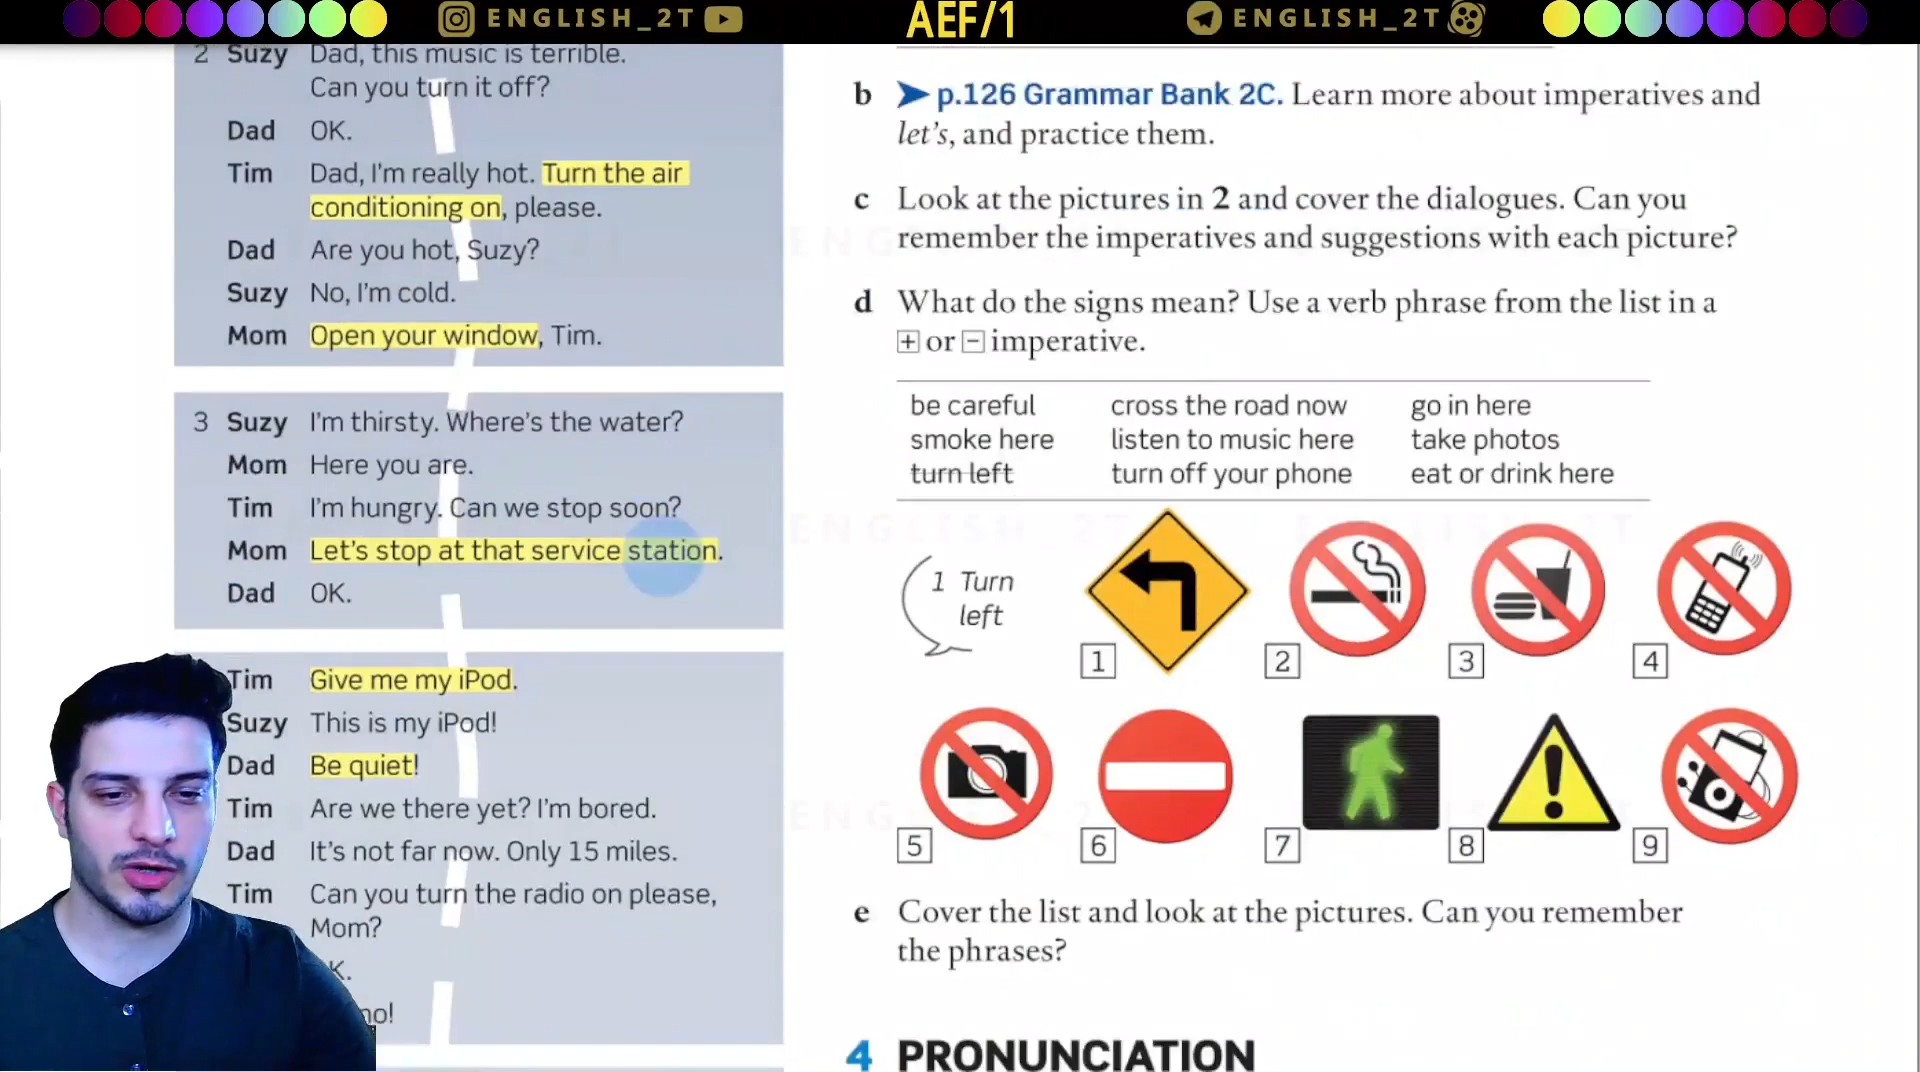 ENGLISH_2T
AEF/1
ENGLISH_2T
2 Suzy Dad, this music is terrible.
Can you turn it off?
Dad OK.
Tim Dad, I'm really hot. Turn the air
conditioning on, please.
Dad Are you hot, Suzy?
Suzy No, I'm cold.
Mom Open your window, Tim.
3 Suzy I'm thirsty. Where's the water?
Mom Here you are.
Tim I'm hungry. Can we stop soon?
Mom Let's stop at that service station.
Dad OK.
Tim Give me my iPod.
Suzy This is my iPod!
Dad Be quiet!
Tim Are we there yet? I'm bored.
Dad It's not far now. Only 15 miles.
Tim Can you turn the radio on please,
Mom?
K.
no!
b ➤ p.126 Grammar Bank 2C. Learn more about imperatives and
let's, and practice them.
c Look at the pictures in 2 and cover the dialogues. Can you
remember the imperatives and suggestions with each picture?
d What do the signs mean? Use a verb phrase from the list in a
+ or − imperative.
be careful cross the road now go in here
smoke here listen to music here take photos
turn left turn off your phone eat or drink here
1 Turn
left
1 2 3 4
5 6 7 8 9
e Cover the list and look at the pictures. Can you remember
the phrases?
4 PRONUNCIATION